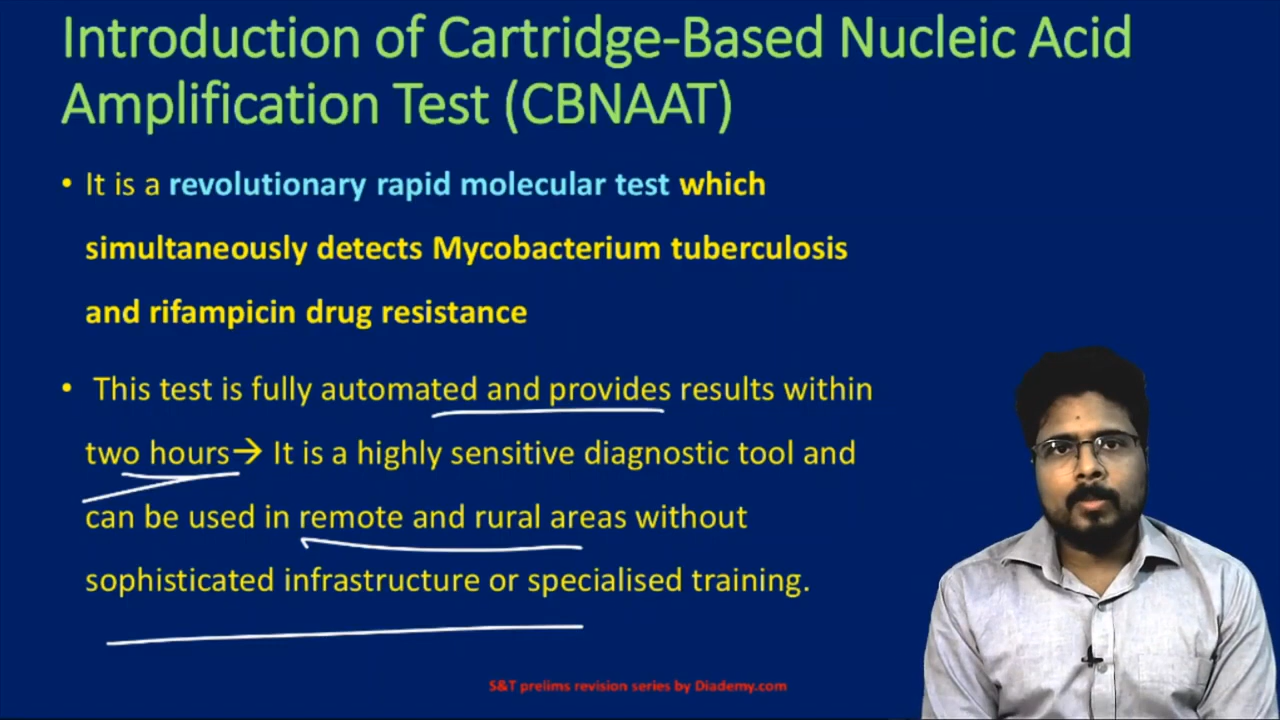 Introduction of Cartridge-Based Nucleic Acid
Amplification Test (CBNAAT)
• It is a revolutionary rapid molecular test which
simultaneously detects Mycobacterium tuberculosis
and rifampicin drug resistance
• This test is fully automated and provides results within
two hours→ It is a highly sensitive diagnostic tool and
can be used in remote and rural areas without
sophisticated infrastructure or specialised training.
S&T prelims revision series by Diademy.com